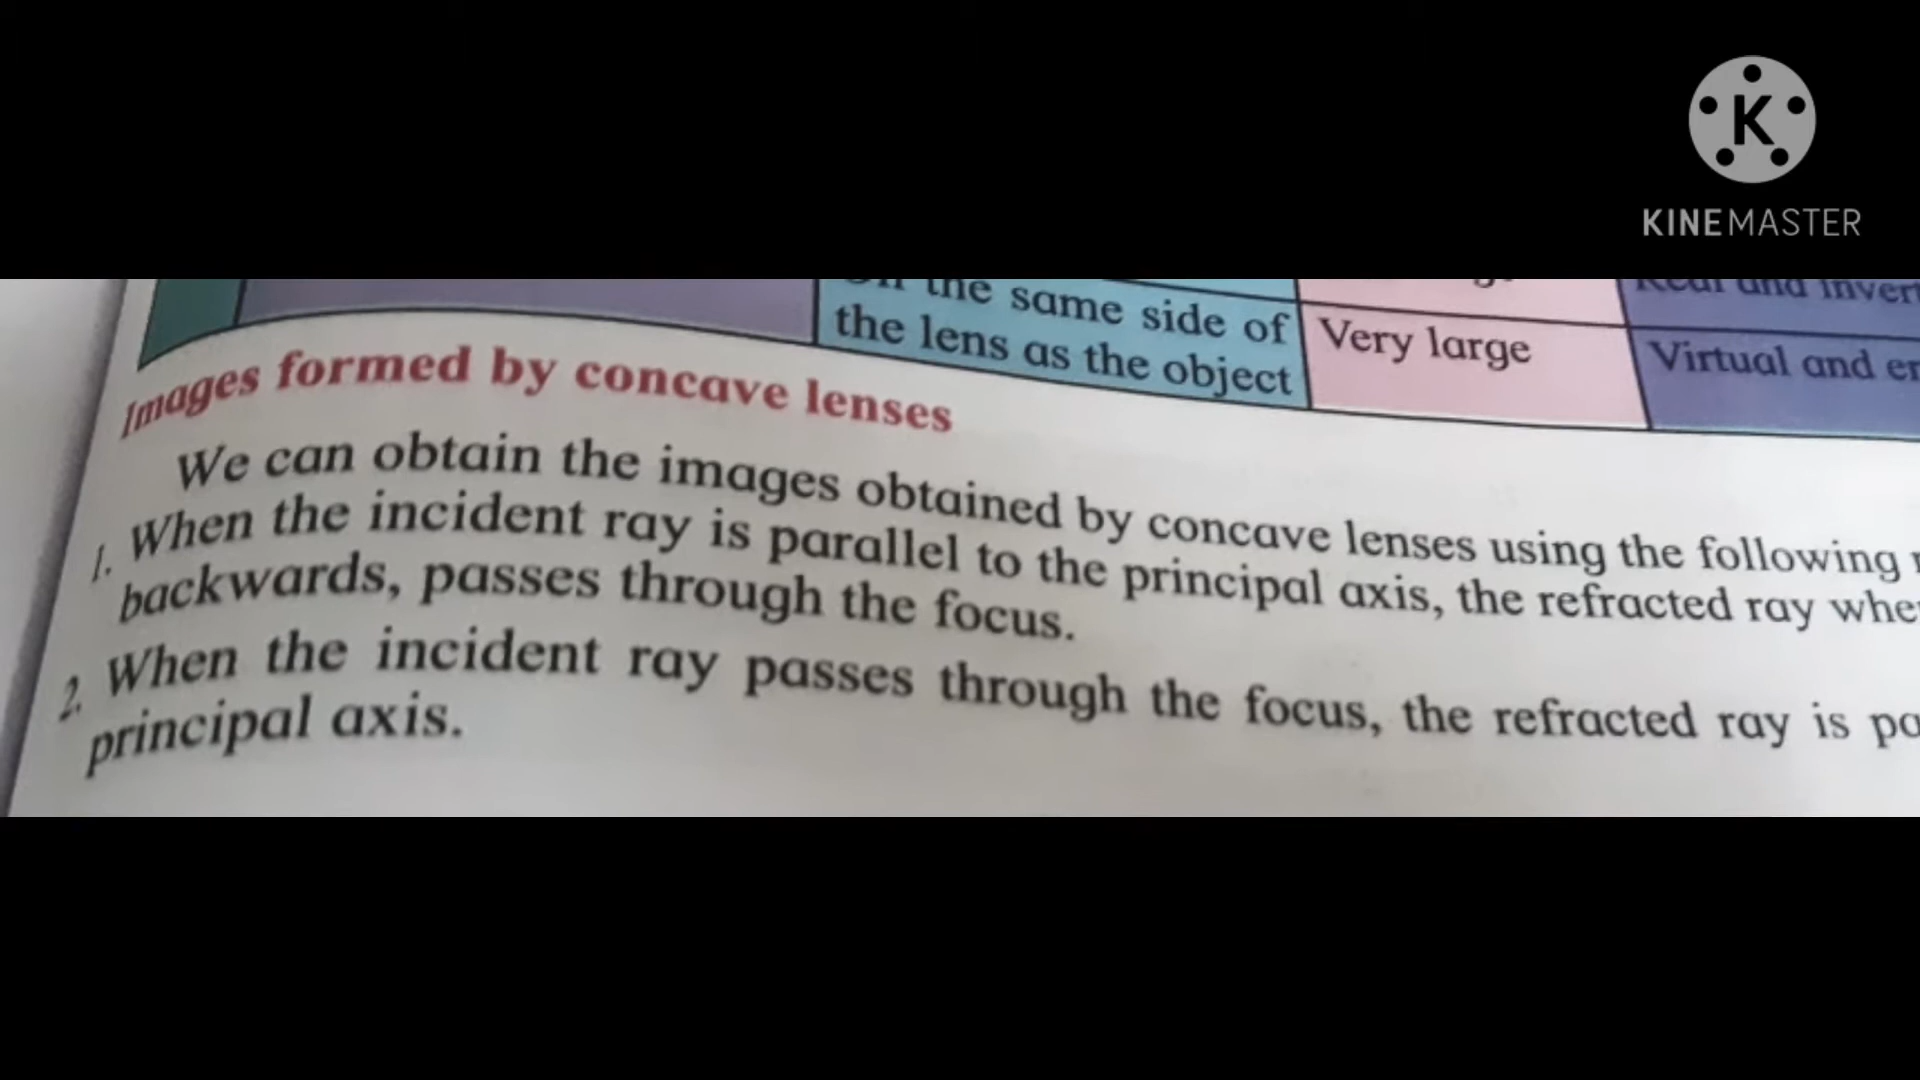 K
KINEMASTER
the same side of
the lens as the object
Very large
Real and
Virtual and
Images formed by concave lenses
We can obtain the images obtained by concave lenses using the following
1. When the incident ray is parallel to the principal axis, the refracted ray
backwards, passes through the focus.
2. When the incident ray passes through the focus, the refracted ray is
principal axis.